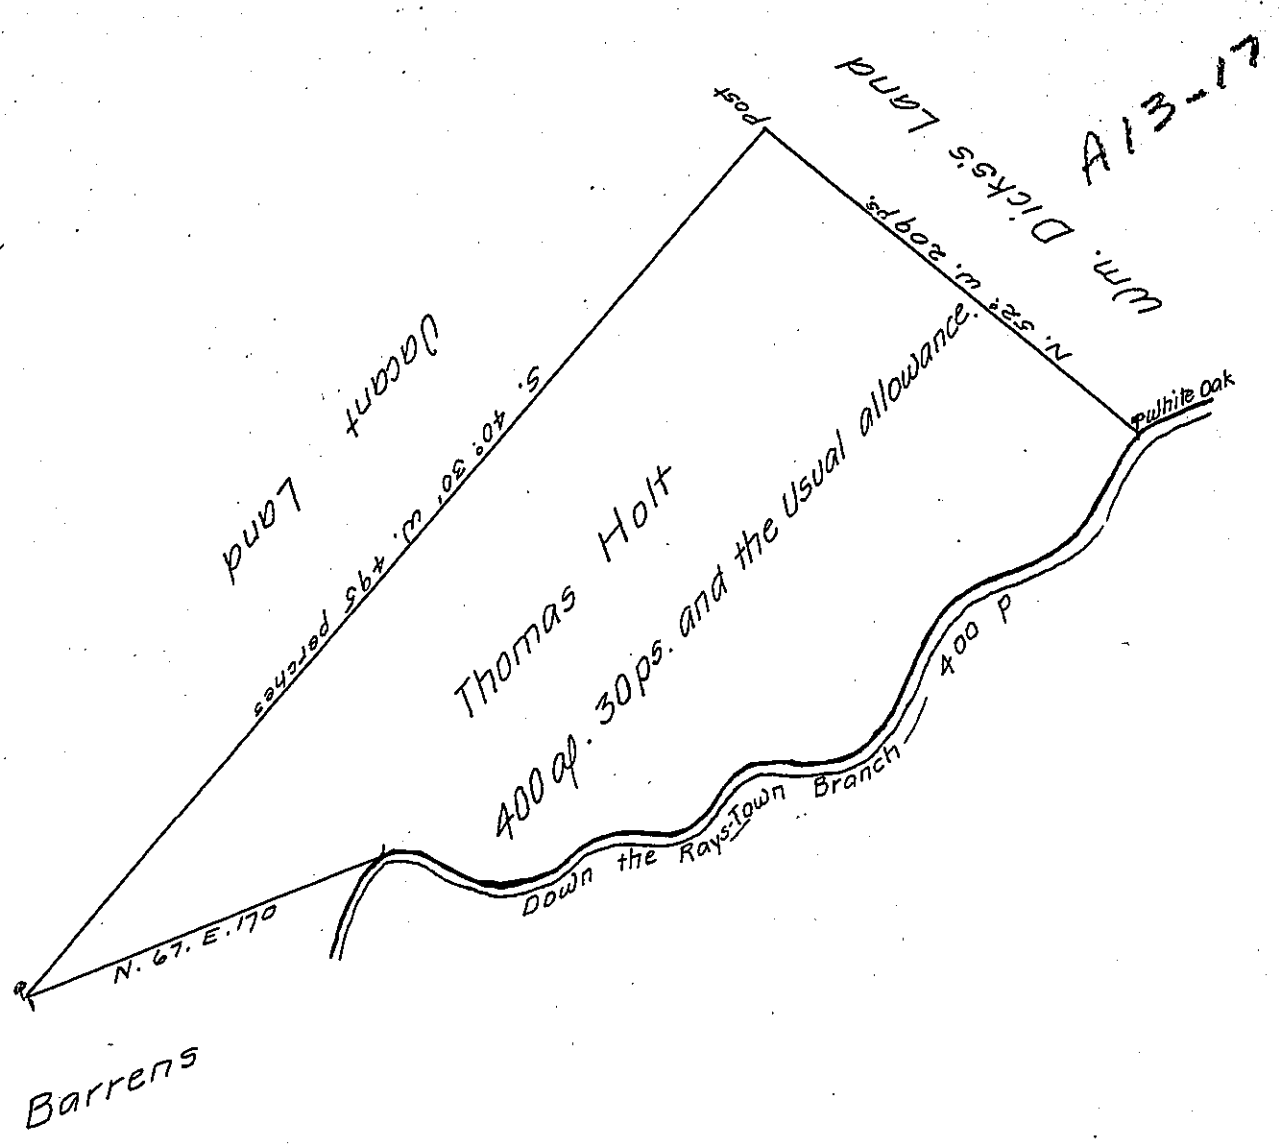 A13-17
Wm. Dicks's Land
Post
N. 52° W. 209 ps.
White Oak
Vacant Land
S. 40° 30' W. 495 perches
Thomas Holt
400 a. 30 ps. and the Usual allowance.
400 P
Down the Rays-Town Branch
N. 67. E. 170
Barrens